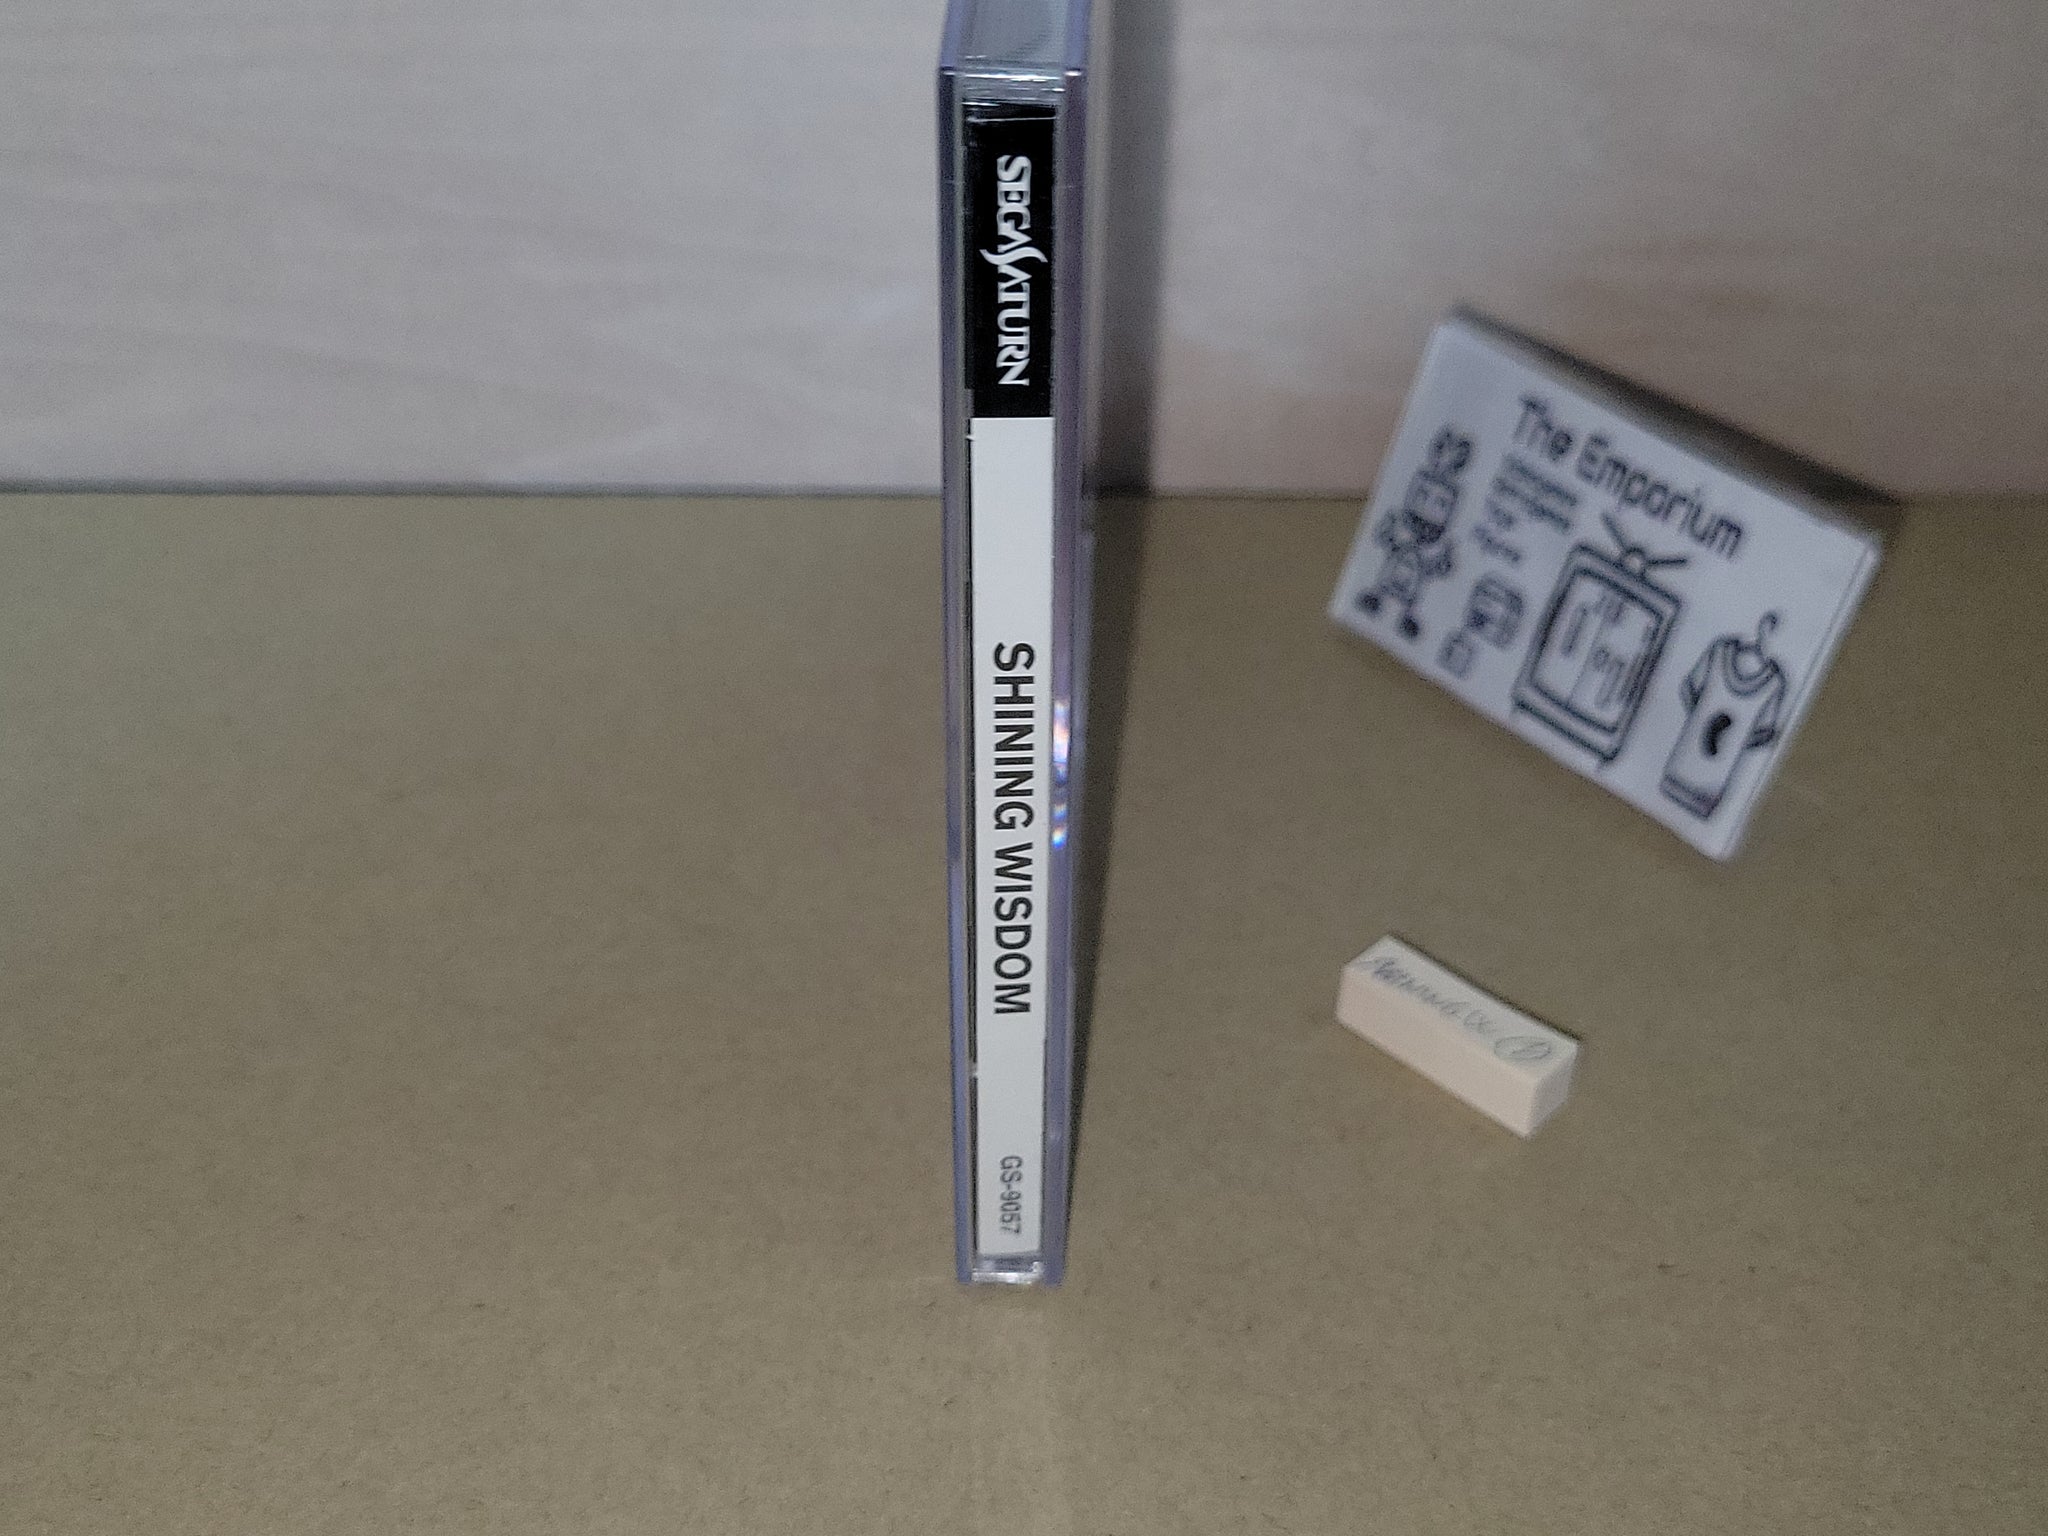 SEGA SATURN
SHINING WISDOM
GS-9057
The Emporium